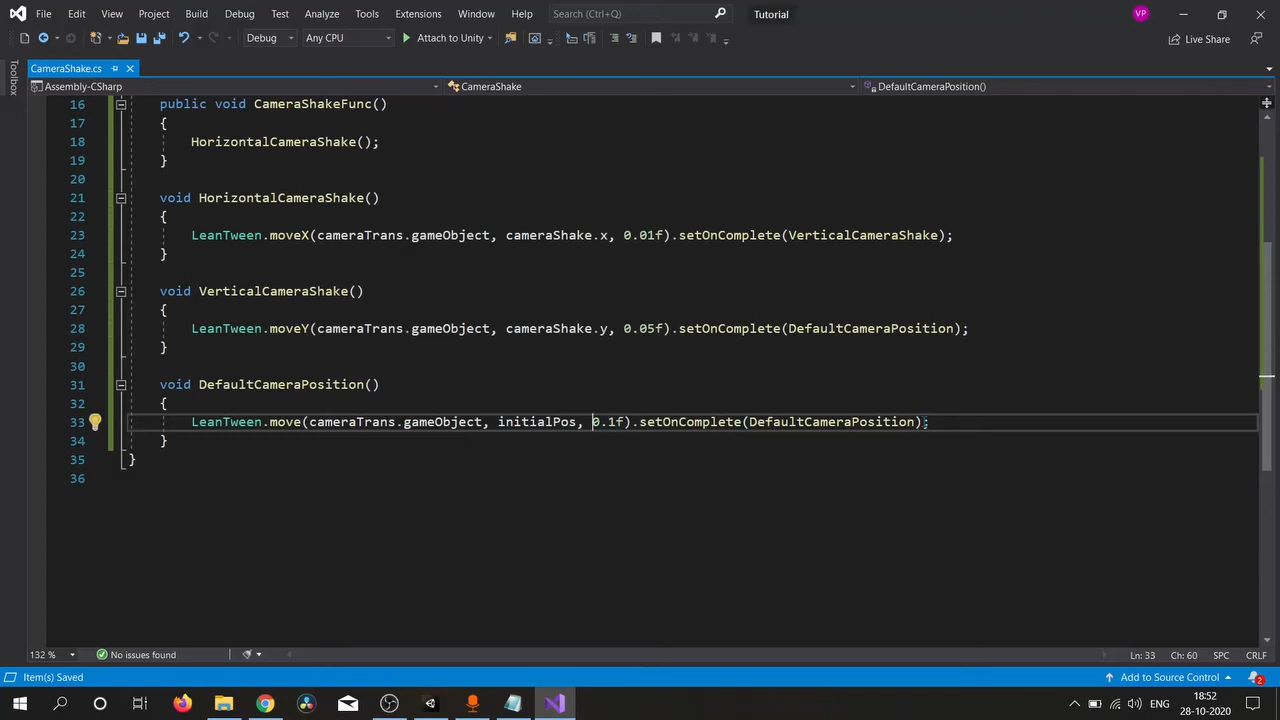 File Edit View Project Build Debug Test Analyze Tools Extensions Window Help Search (Ctrl+Q) Tutorial VP
Debug Any CPU Attach to Unity Live Share
Toolbox
CameraShake.cs
Assembly-CSharp CameraShake DefaultCameraPosition()
16 public void CameraShakeFunc()
17 {
18 HorizontalCameraShake();
19 }
20
21 void HorizontalCameraShake()
22 {
23 LeanTween.moveX(cameraTrans.gameObject, cameraShake.x, 0.01f).setOnComplete(VerticalCameraShake);
24 }
25
26 void VerticalCameraShake()
27 {
28 LeanTween.moveY(cameraTrans.gameObject, cameraShake.y, 0.05f).setOnComplete(DefaultCameraPosition);
29 }
30
31 void DefaultCameraPosition()
32 {
33 LeanTween.move(cameraTrans.gameObject, initialPos, 0.1f).setOnComplete(DefaultCameraPosition);
34 }
35 }
36
132 % No issues found Ln: 33 Ch: 60 SPC CRLF
Item(s) Saved Add to Source Control 2
ENG 18:52
28-10-2020